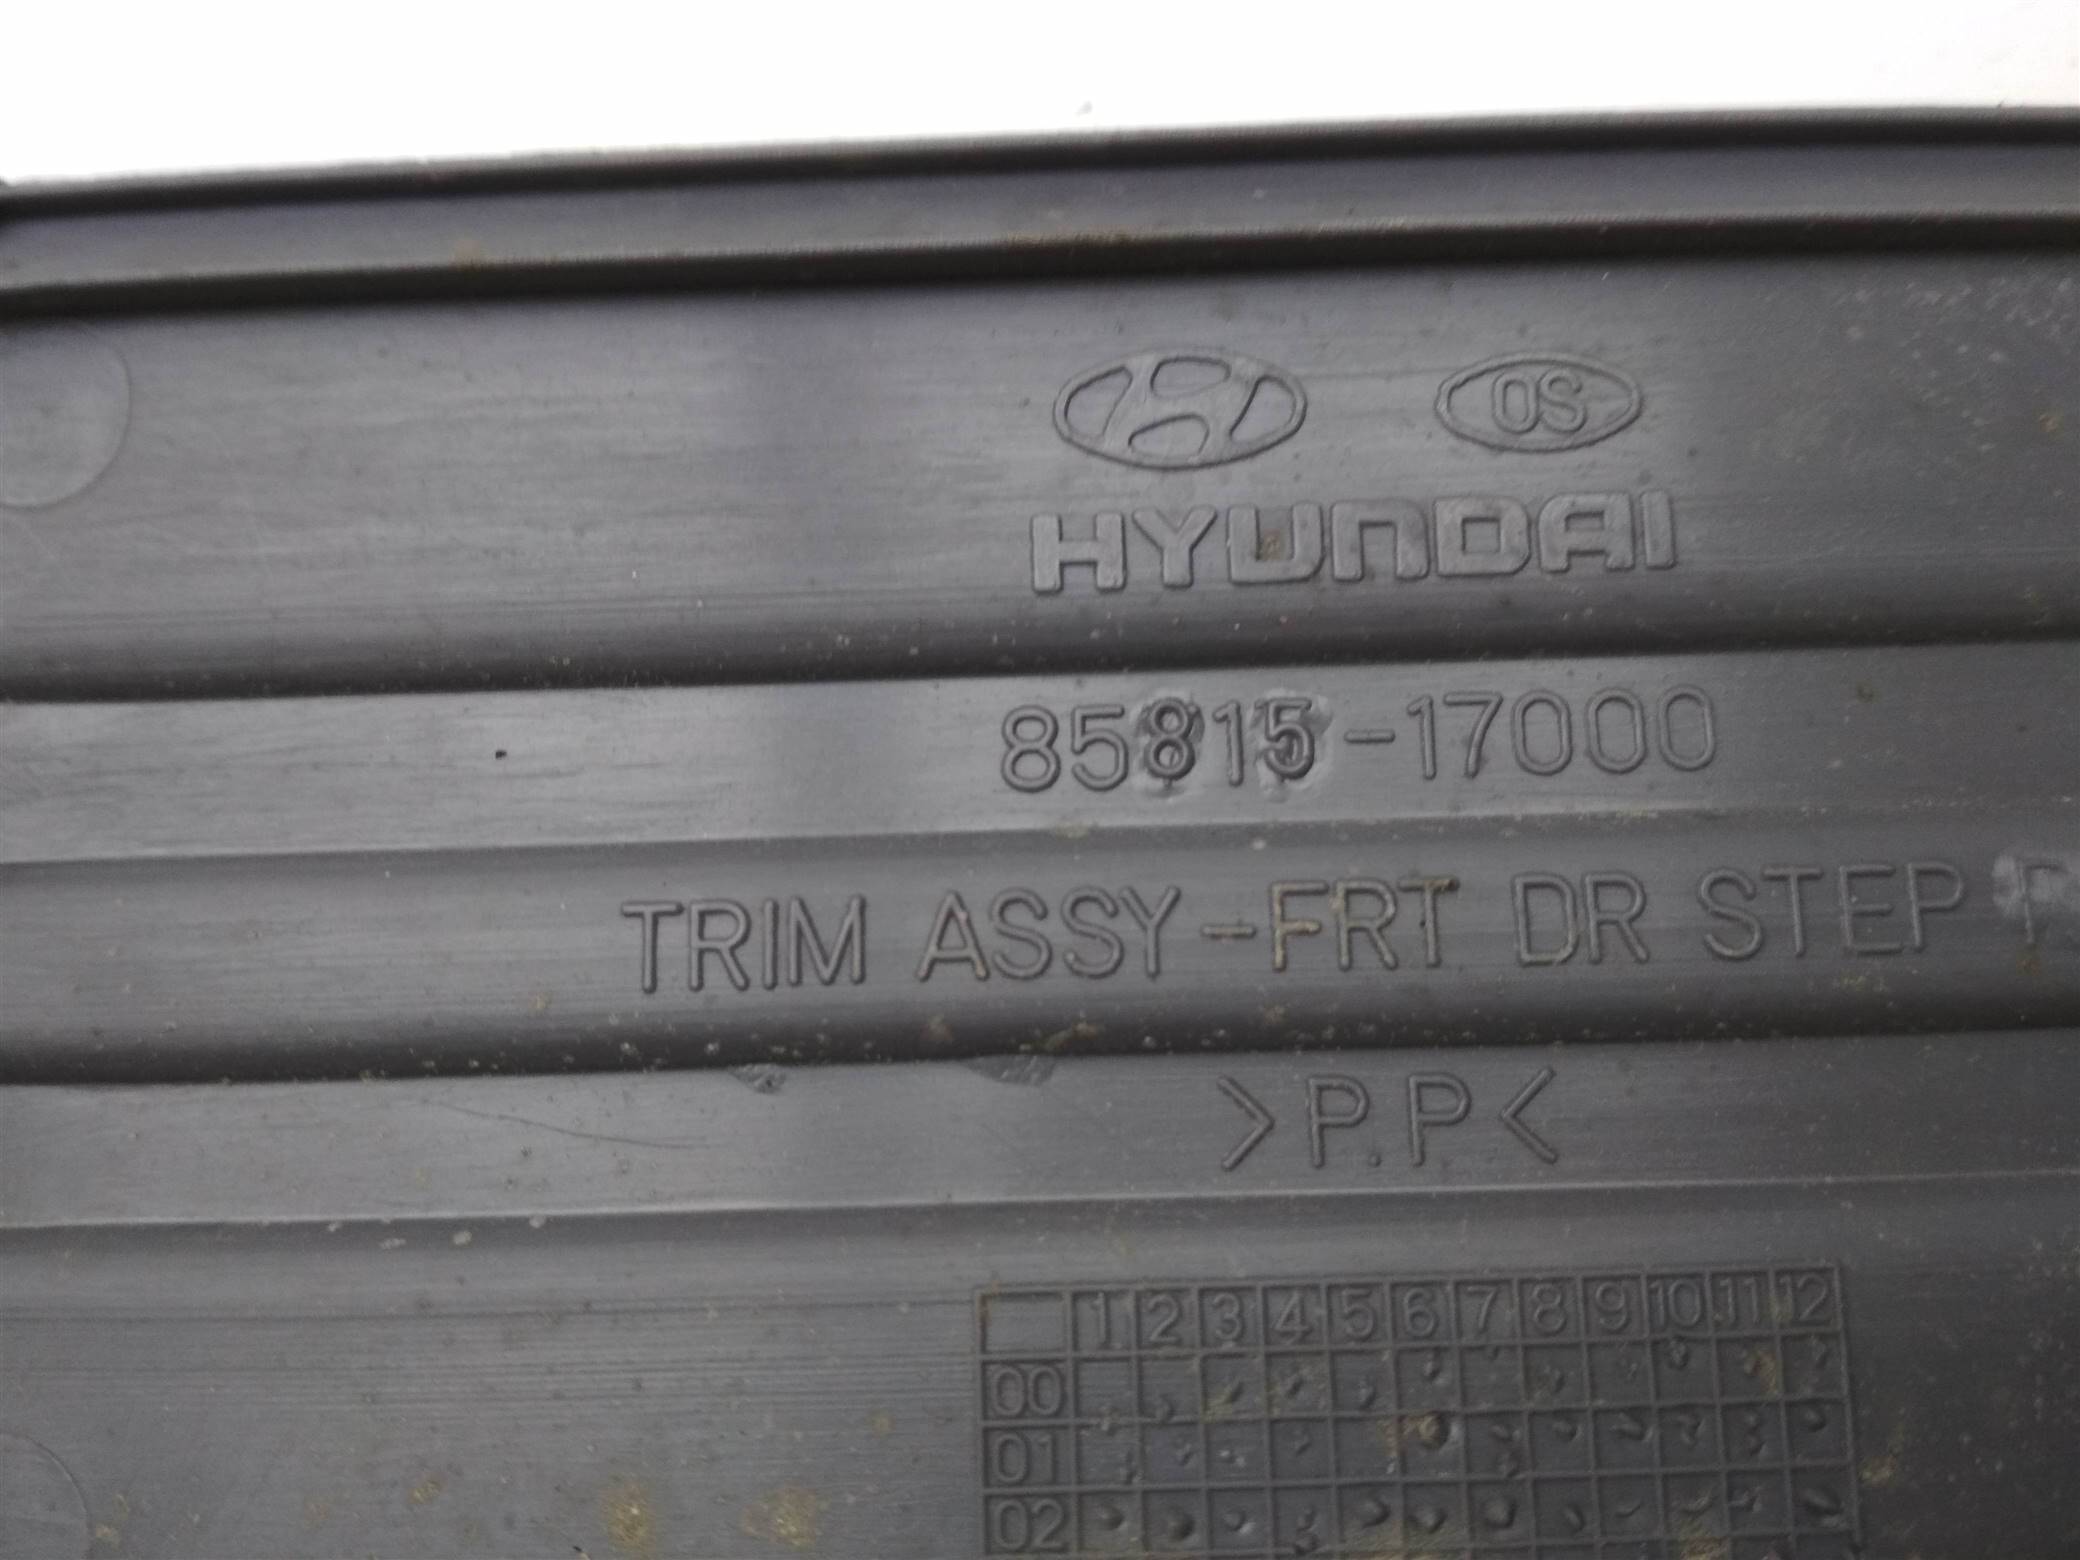 OS
HYUNDAI
85815-17000
TRIM ASSY-FRT DR STEP
>P.P<
1 2 3 4 5 6 7 8 9 10 11 12
00
01
02